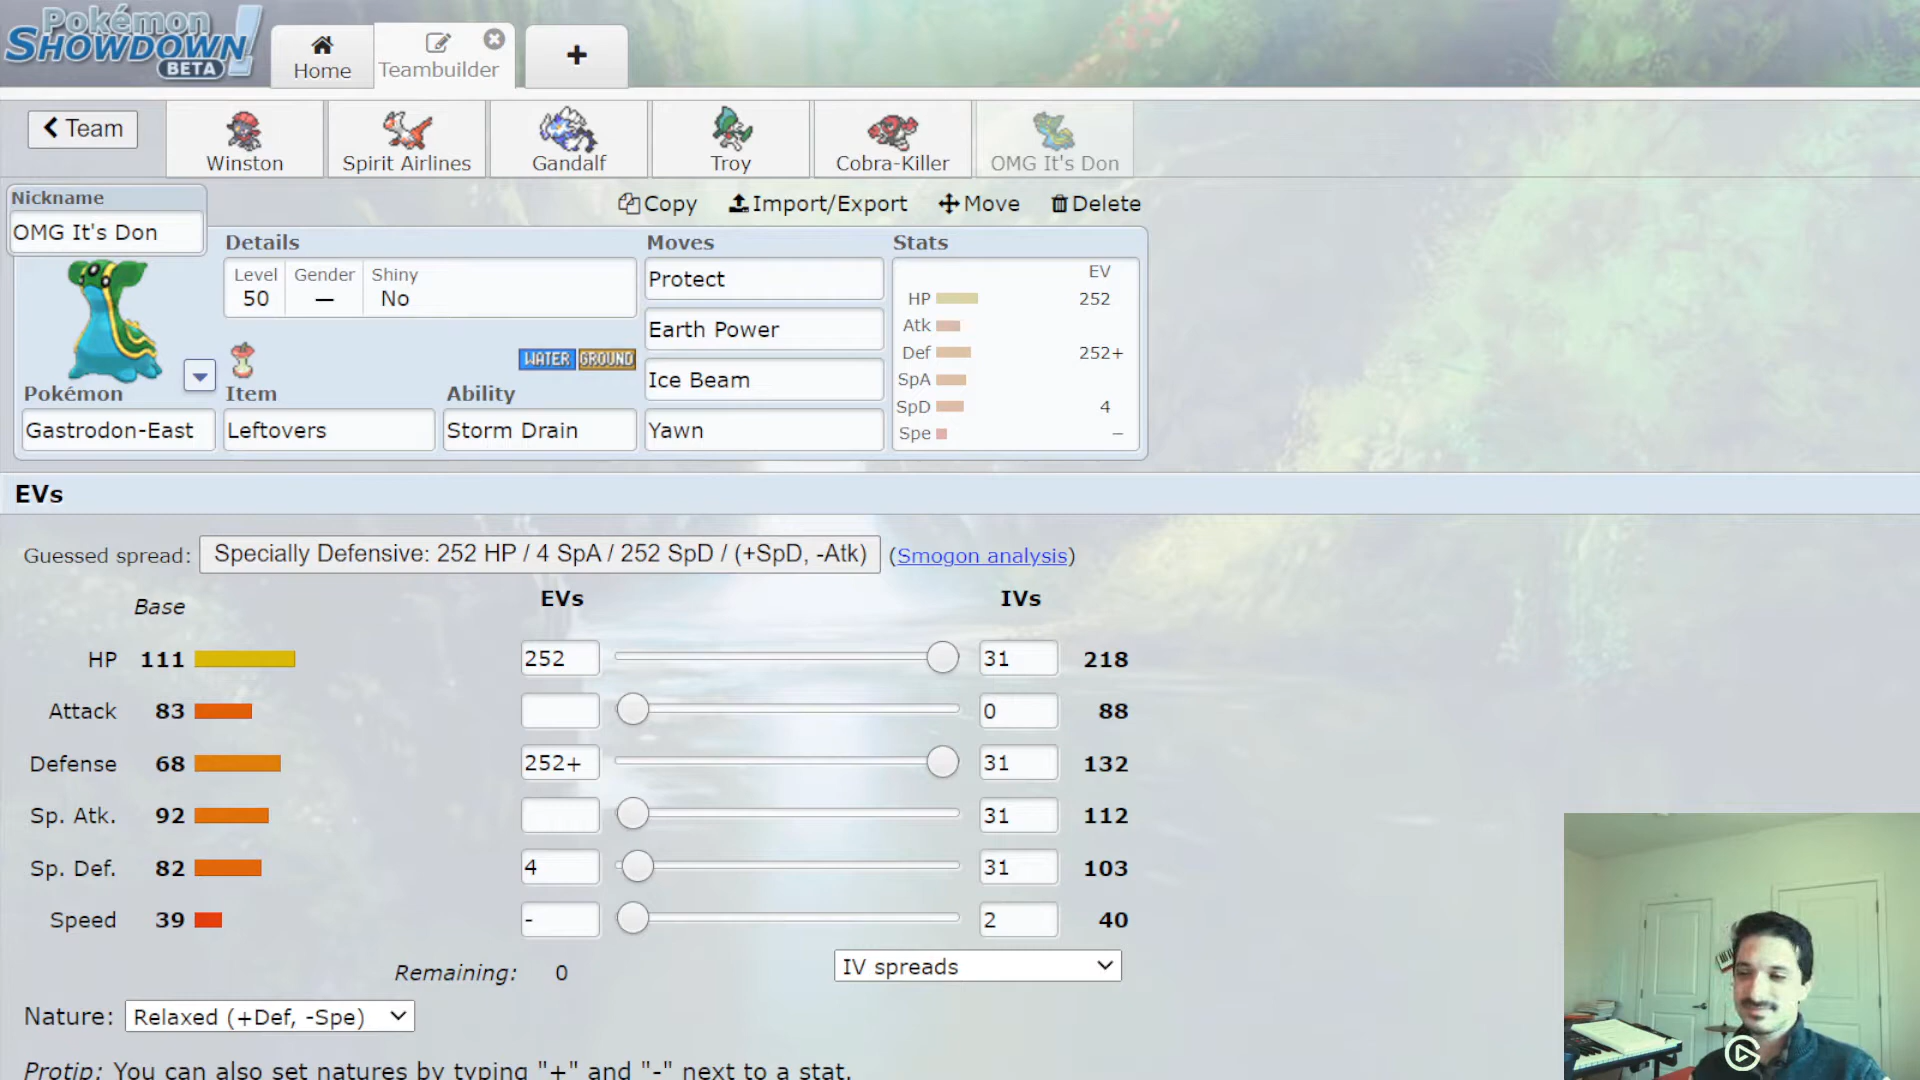 Pokémon
SHOWDOWN!
BETA
Home
Teambuilder
+
Team
Winston
Spirit Airlines
Gandalf
Troy
Cobra-Killer
OMG It's Don
Nickname
OMG It's Don
Copy
Import/Export
Move
Delete
Details
Moves
Stats
Level
Gender
Shiny
50
—
No
Protect
Earth Power
Ice Beam
Yawn
EV
HP 252
Atk
Def 252+
SpA
SpD 4
Spe –
WATER GROUND
Pokémon
Item
Ability
Gastrodon-East
Leftovers
Storm Drain
EVs
Guessed spread: Specially Defensive: 252 HP / 4 SpA / 252 SpD / (+SpD, -Atk) (Smogon analysis)
Base EVs IVs
HP 111 252 31 218
Attack 83 0 88
Defense 68 252+ 31 132
Sp. Atk. 92 31 112
Sp. Def. 82 4 31 103
Speed 39 - 2 40
Remaining: 0
IV spreads
Nature: Relaxed (+Def, -Spe)
Protip: You can also set natures by typing "+" and "-" next to a stat.